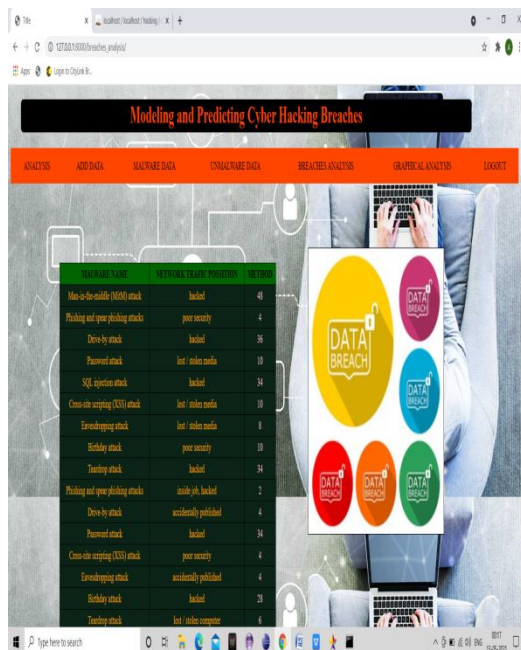 Title
localhost / localhost / hacking /
127.0.0.1:8000/breaches_analysis/
Apps
Login to CityLink Br...
Modeling and Predicting Cyber Hacking Breaches
ANALYSIS ADD DATA MALWARE DATA UNMALWARE DATA BREACHES ANALYSIS GRAPHICAL ANALYSIS LOGOUT
MALWARE NAME NETWORK TRAFIC POSSITION METHOD
Man-in-the-middle (MitM) attack hacked 48
Phishing and spear phishing attacks poor security 4
Drive-by attack hacked 36
Password attack lost / stolen media 10
SQL injection attack hacked 34
Cross-site scripting (XSS) attack lost / stolen media 10
Eavesdropping attack lost / stolen media 8
Birthday attack poor security 10
Teardrop attack hacked 34
Phishing and spear phishing attacks inside job, hacked 2
Drive-by attack accidentally published 4
Password attack hacked 34
Cross-site scripting (XSS) attack poor security 4
Eavesdropping attack accidentally published 4
Birthday attack hacked 28
Teardrop attack lost / stolen computer 6
DATA
BREACH
DATA
BREACH
DATA
BREACH
DATA
BREACH
DATA
BREACH
DATA
BREACH
Type here to search
ENG
00:17